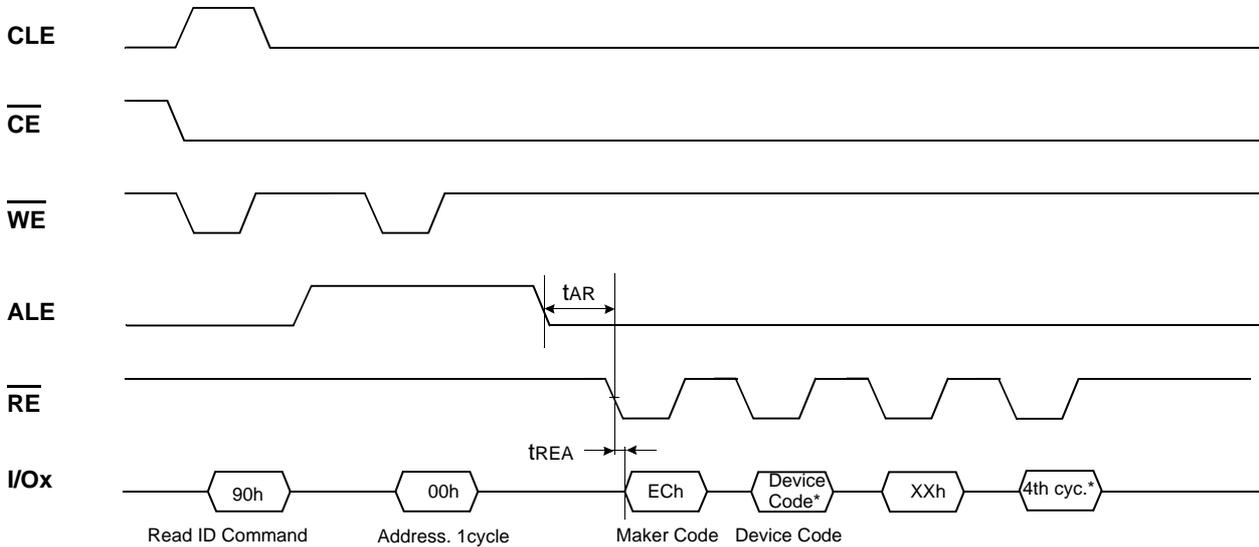 CLE
CE
WE
ALE
tAR
RE
tREA
I/Ox
90h
00h
ECh
Device
Code*
XXh
4th cyc.*
Read ID Command
Address. 1cycle
Maker Code
Device Code